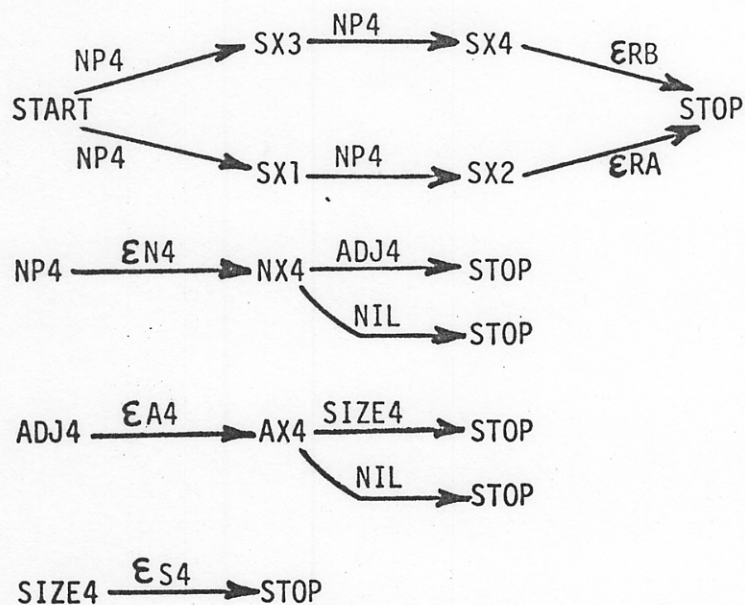 NP4 SX3 NP4 SX4 εRB
START STOP
NP4 SX1 NP4 SX2 εRA
NP4 εN4 NX4 ADJ4 STOP
NIL STOP
ADJ4 εA4 AX4 SIZE4 STOP
NIL STOP
SIZE4 εS4 STOP